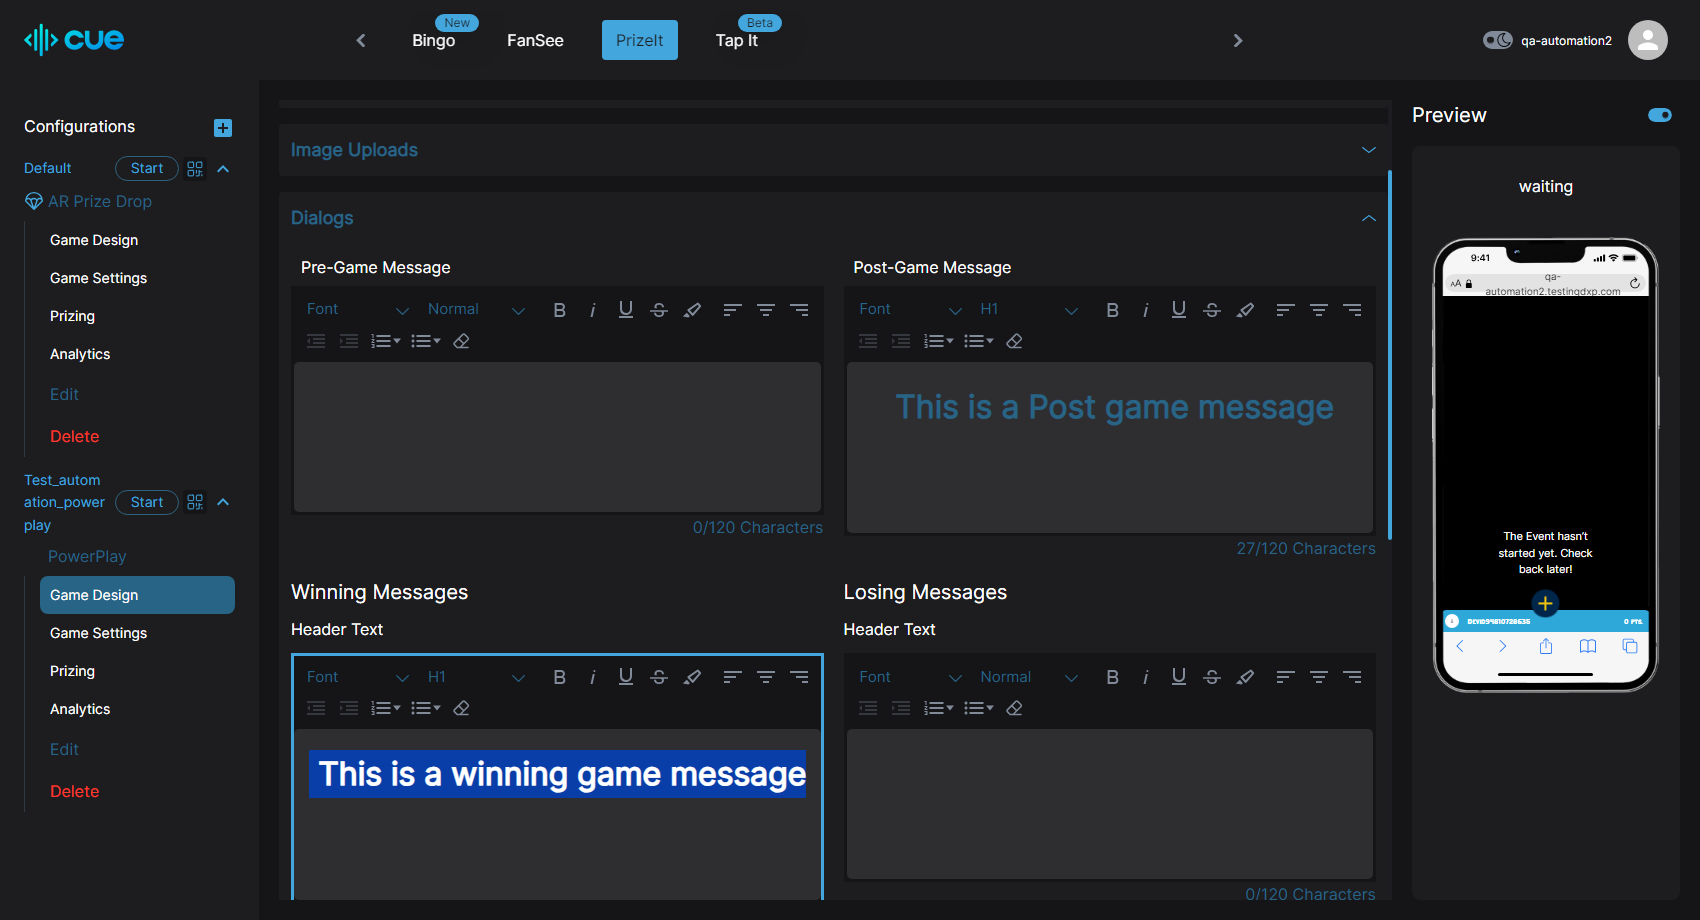 cue
New
Bingo
FanSee
PrizeIt
Beta
Tap It
qa-automation2
Configurations
Default
Start
AR Prize Drop
Game Design
Game Settings
Prizing
Analytics
Edit
Delete
Test_autom
ation_power
play
Start
PowerPlay
Game Design
Game Settings
Prizing
Analytics
Edit
Delete
Image Uploads
Dialogs
Pre-Game Message
Font
Normal
B i U S
0/120 Characters
Post-Game Message
Font
H1
B i U S
This is a Post game message
27/120 Characters
Winning Messages
Header Text
Font
H1
B i U S
This is a winning game message
Losing Messages
Header Text
Font
Normal
B i U S
0/120 Characters
Preview
waiting
9:41
AA
qa-
automation2.testingdxp.com
The Event hasn't
started yet. Check
back later!
0 PTS.